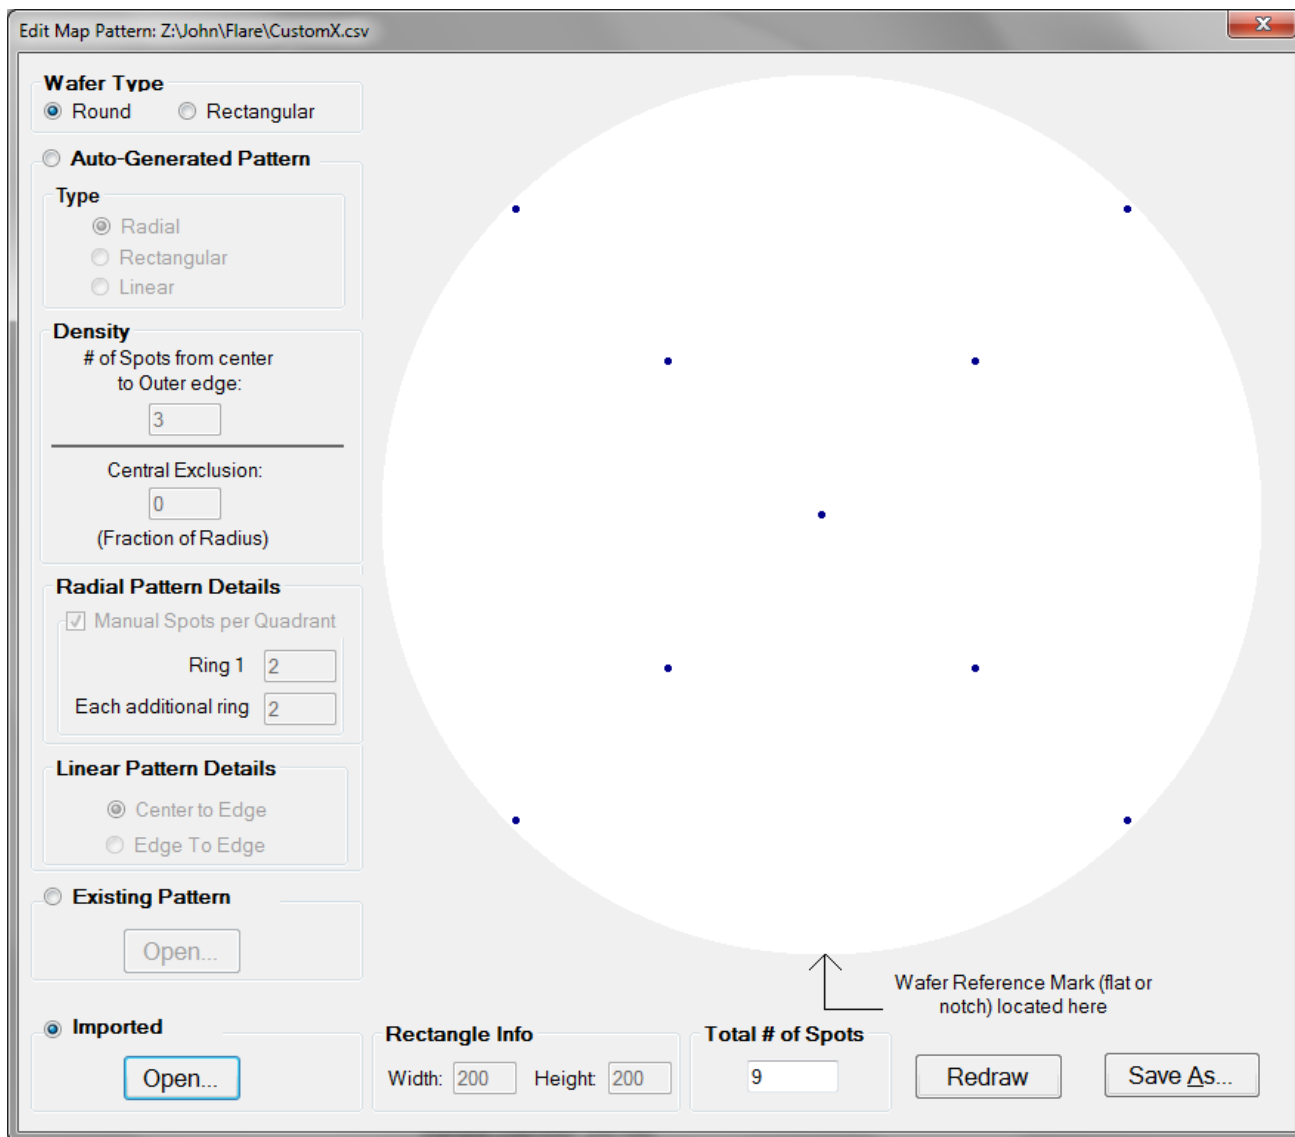 Edit Map Pattern: Z:\John\Flare\CustomX.csv
X
Wafer Type
Round
Rectangular
Auto-Generated Pattern
Type
Radial
Rectangular
Linear
Density
# of Spots from center
to Outer edge:
3
Central Exclusion:
0
(Fraction of Radius)
Radial Pattern Details
Manual Spots per Quadrant
Ring 1 2
Each additional ring 2
Linear Pattern Details
Center to Edge
Edge To Edge
Existing Pattern
Open...
Wafer Reference Mark (flat or
notch) located here
Imported
Open...
Rectangle Info
Width: 200 Height: 200
Total # of Spots
9
Redraw
Save As...